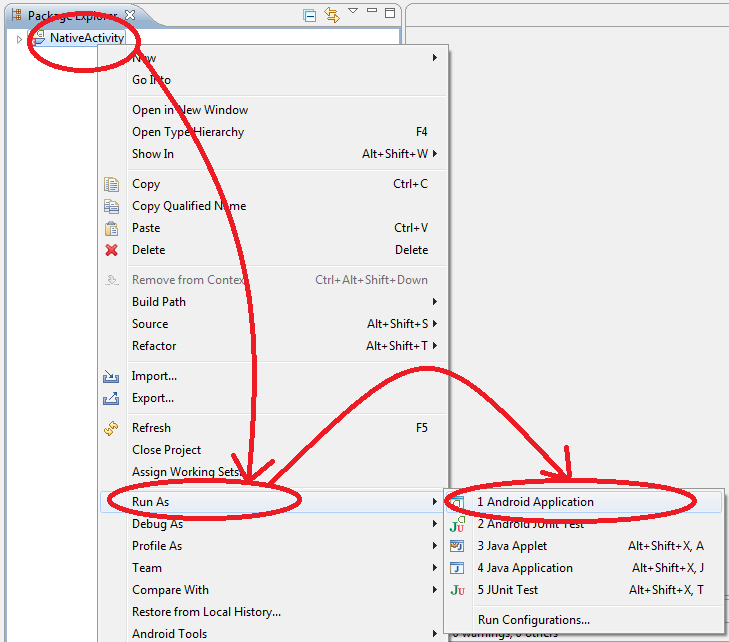 Package Explorer
NativeActivity
New
Go Into
Open in New Window
Open Type Hierarchy F4
Show In Alt+Shift+W
Copy Ctrl+C
Copy Qualified Name
Paste Ctrl+V
Delete Delete
Remove from Context Ctrl+Alt+Shift+Down
Build Path
Source Alt+Shift+S
Refactor Alt+Shift+T
Import...
Export...
Refresh F5
Close Project
Assign Working Sets...
Run As
Debug As
Profile As
Team
Compare With
Restore from Local History...
Android Tools
1 Android Application
2 Android JUnit Test
3 Java Applet Alt+Shift+X, A
4 Java Application Alt+Shift+X, J
5 JUnit Test Alt+Shift+X, T
Run Configurations...
0 warnings, 0 others